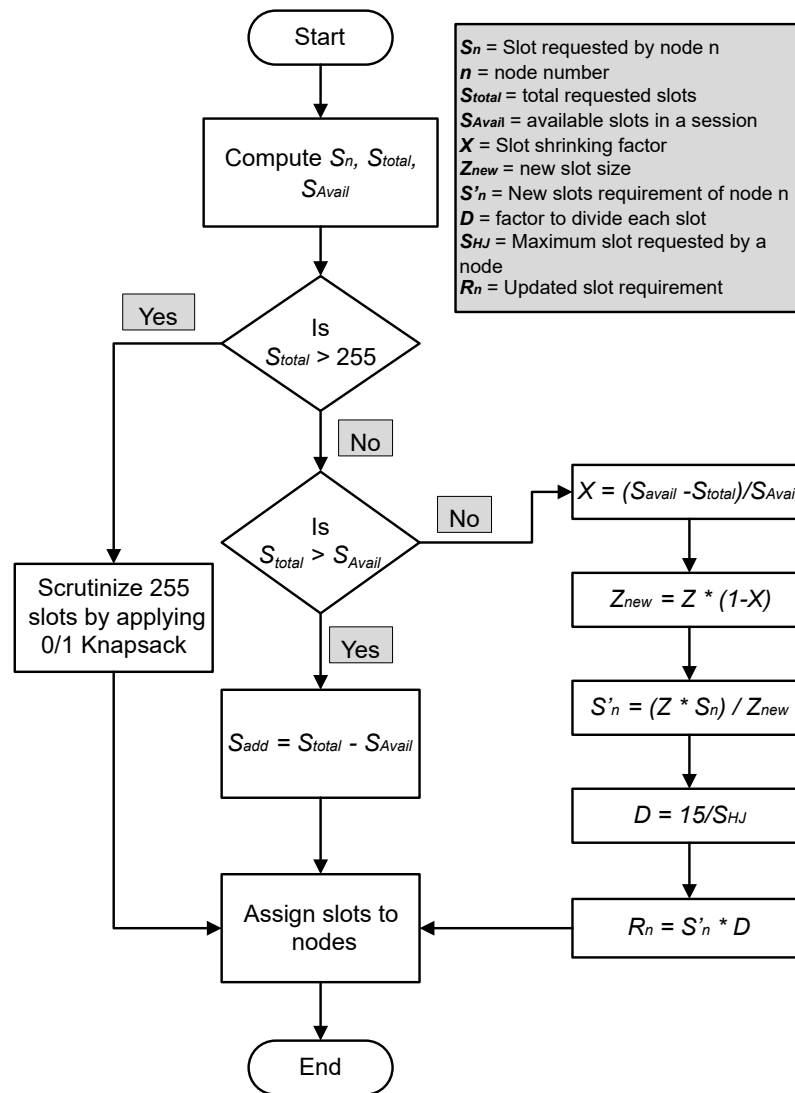 Start
Sn = Slot requested by node n
n = node number
Stotal = total requested slots
SAvail = available slots in a session
X = Slot shrinking factor
Znew = new slot size
S’n = New slots requirement of node n
D = factor to divide each slot
SHJ = Maximum slot requested by a
node
Rn = Updated slot requirement
Compute Sn, Stotal,
SAvail
Yes
Is
Stotal > 255
No
Is
Stotal > SAvail
No
X = (Savail -Stotal)/SAvail
Scrutinize 255
slots by applying
0/1 Knapsack
Znew = Z * (1-X)
Yes
S’n = (Z * Sn) / Znew
Sadd = Stotal - SAvail
D = 15/SHJ
Assign slots to
nodes
Rn = S’n * D
End